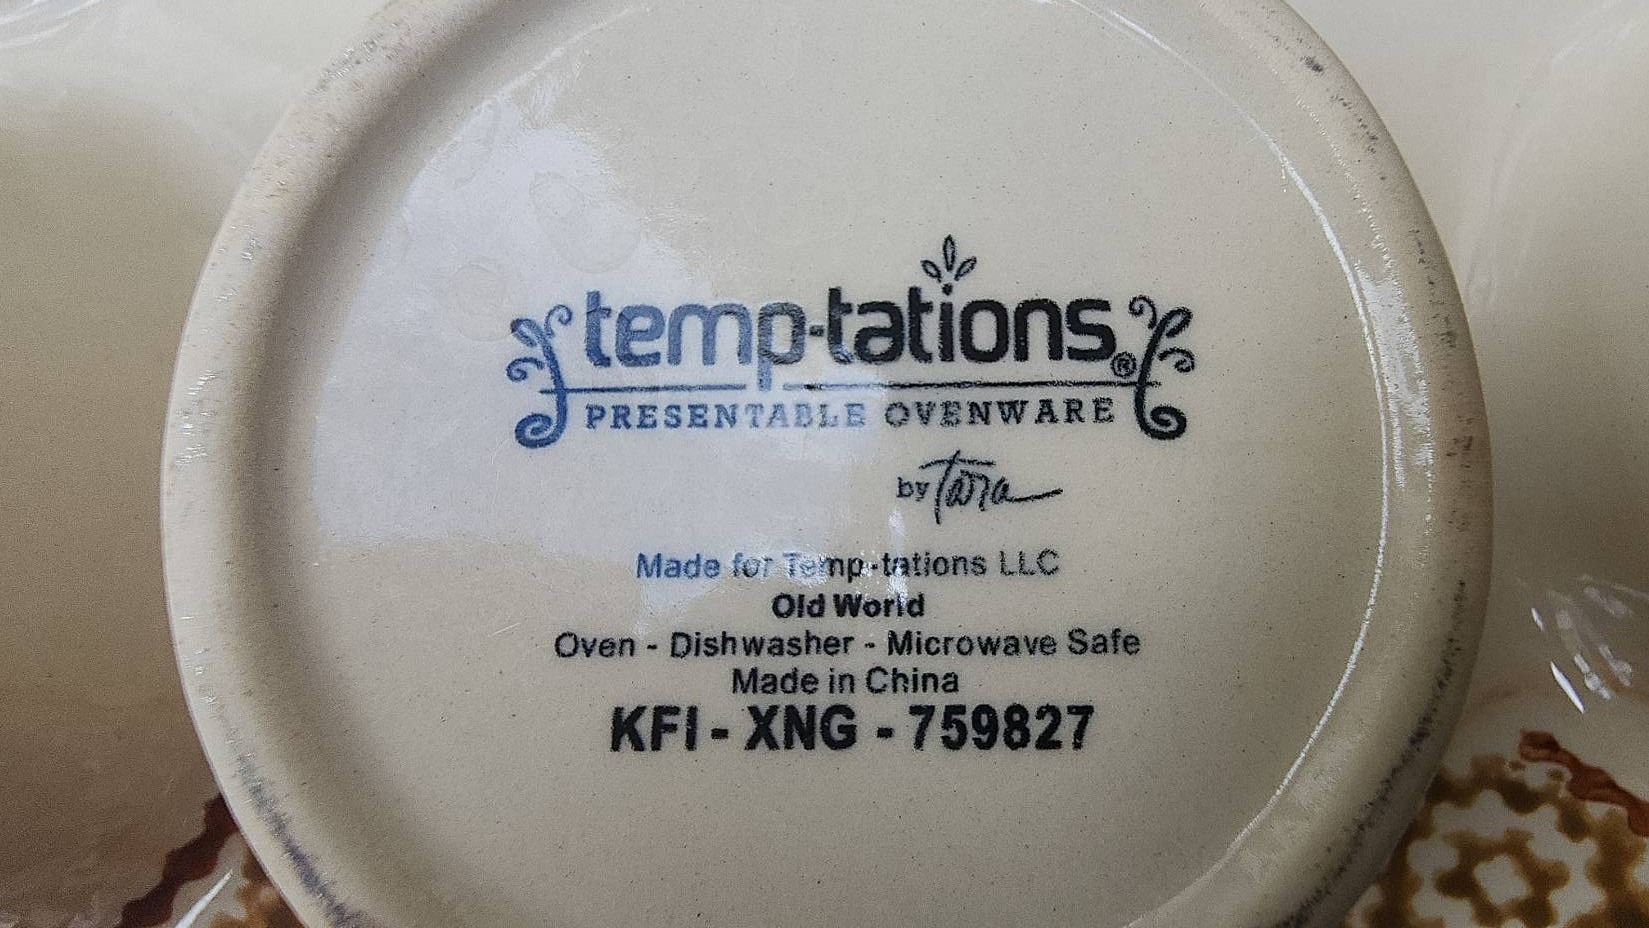 temp-tations®
PRESENTABLE OVENWARE
by Tara
Made for Temp-tations LLC
Old World
Oven - Dishwasher - Microwave Safe
Made in China
KFI - XNG - 759827